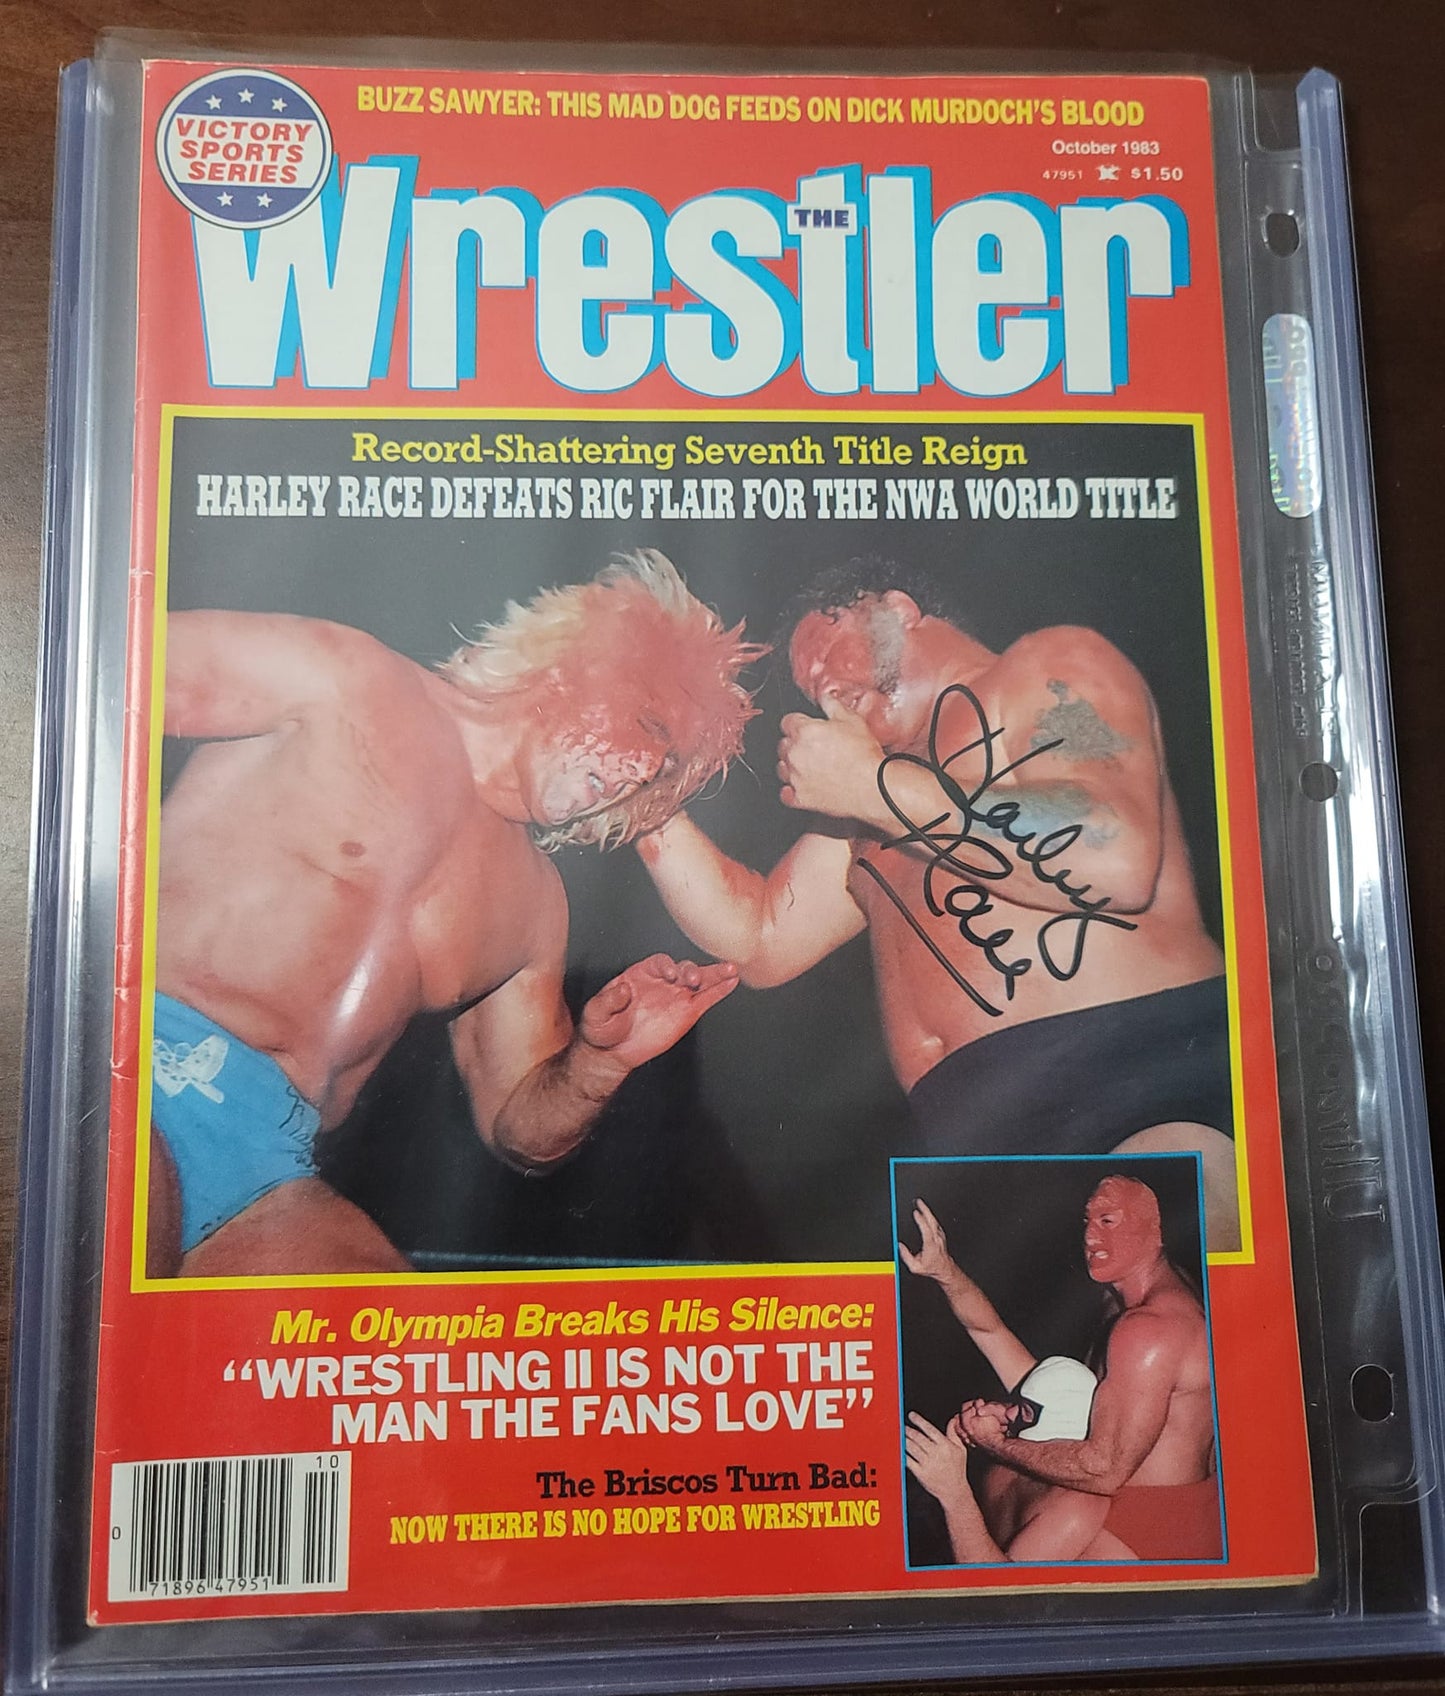 BUZZ SAWYER: THIS MAD DOG FEEDS ON DICK MURDOCH'S BLOOD
VICTORY
SPORTS
SERIES
October 1983
47951 $1.50
THE
Wrestler
Record-Shattering Seventh Title Reign
HARLEY RACE DEFEATS RIC FLAIR FOR THE NWA WORLD TITLE
Harley
Race
Mr. Olympia Breaks His Silence:
“WRESTLING II IS NOT THE
MAN THE FANS LOVE”
The Briscos Turn Bad:
NOW THERE IS NO HOPE FOR WRESTLING
10
0
71896 47951